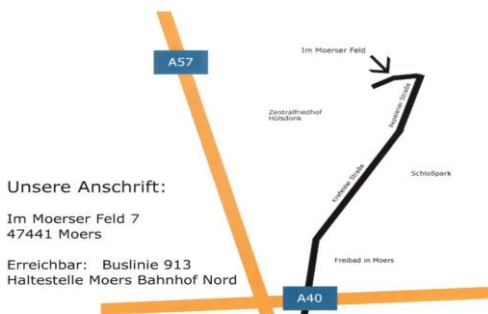 A57
Im Moerser Feld
Zentralfriedhof
Hülsdonk
Repelener Straße
Schloßpark
Krefelder Straße
Unsere Anschrift:
Im Moerser Feld 7
47441 Moers
Freibad in Moers
Erreichbar: Buslinie 913
Haltestelle Moers Bahnhof Nord
A40